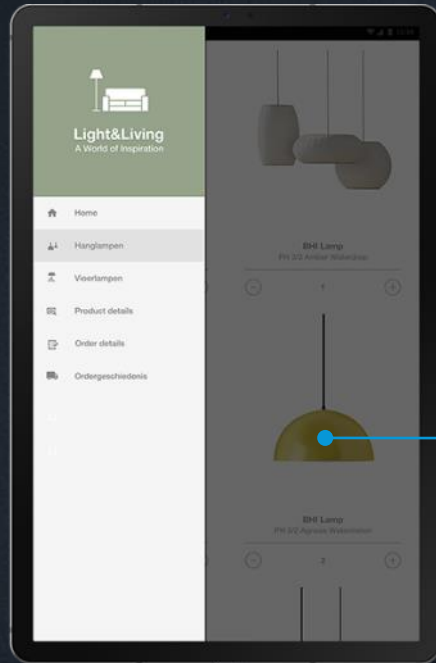 Light&Living
A World of Inspiration
Home
Hanglampen
Vloerlampen
Product details
Order details
Ordergeschiedenis
BHI Lamp
1
BHI Lamp
2